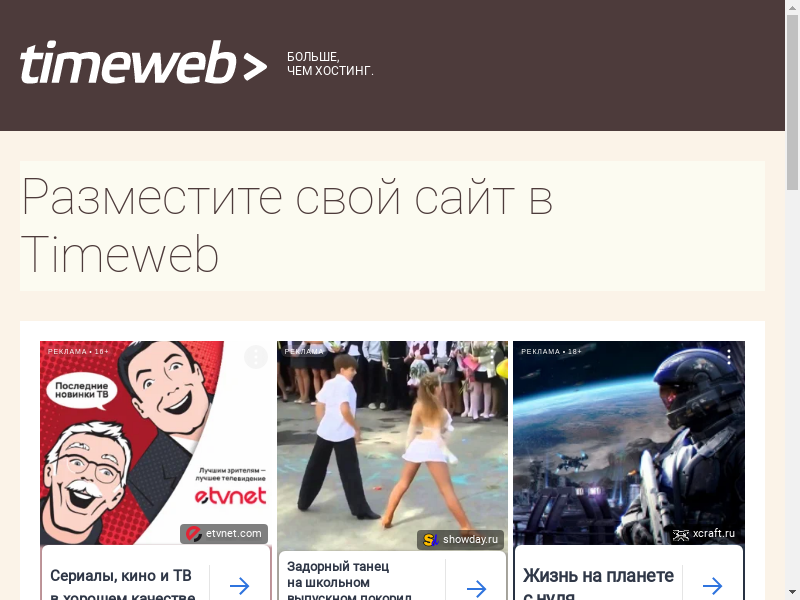 timeweb>
БОЛЬШЕ,
ЧЕМ ХОСТИНГ.
Разместите свой сайт в
Timeweb
РЕКЛАМА • 16+
Последние
новинки ТВ
Лучшим зрителям –
лучшее телевидение
etvnet
etvnet.com
Сериалы, кино и ТВ
в хорошем качестве
РЕКЛАМА
showday.ru
Задорный танец
на школьном
выпускном покорил
РЕКЛАМА • 18+
xcraft.ru
Жизнь на планете
с нуля